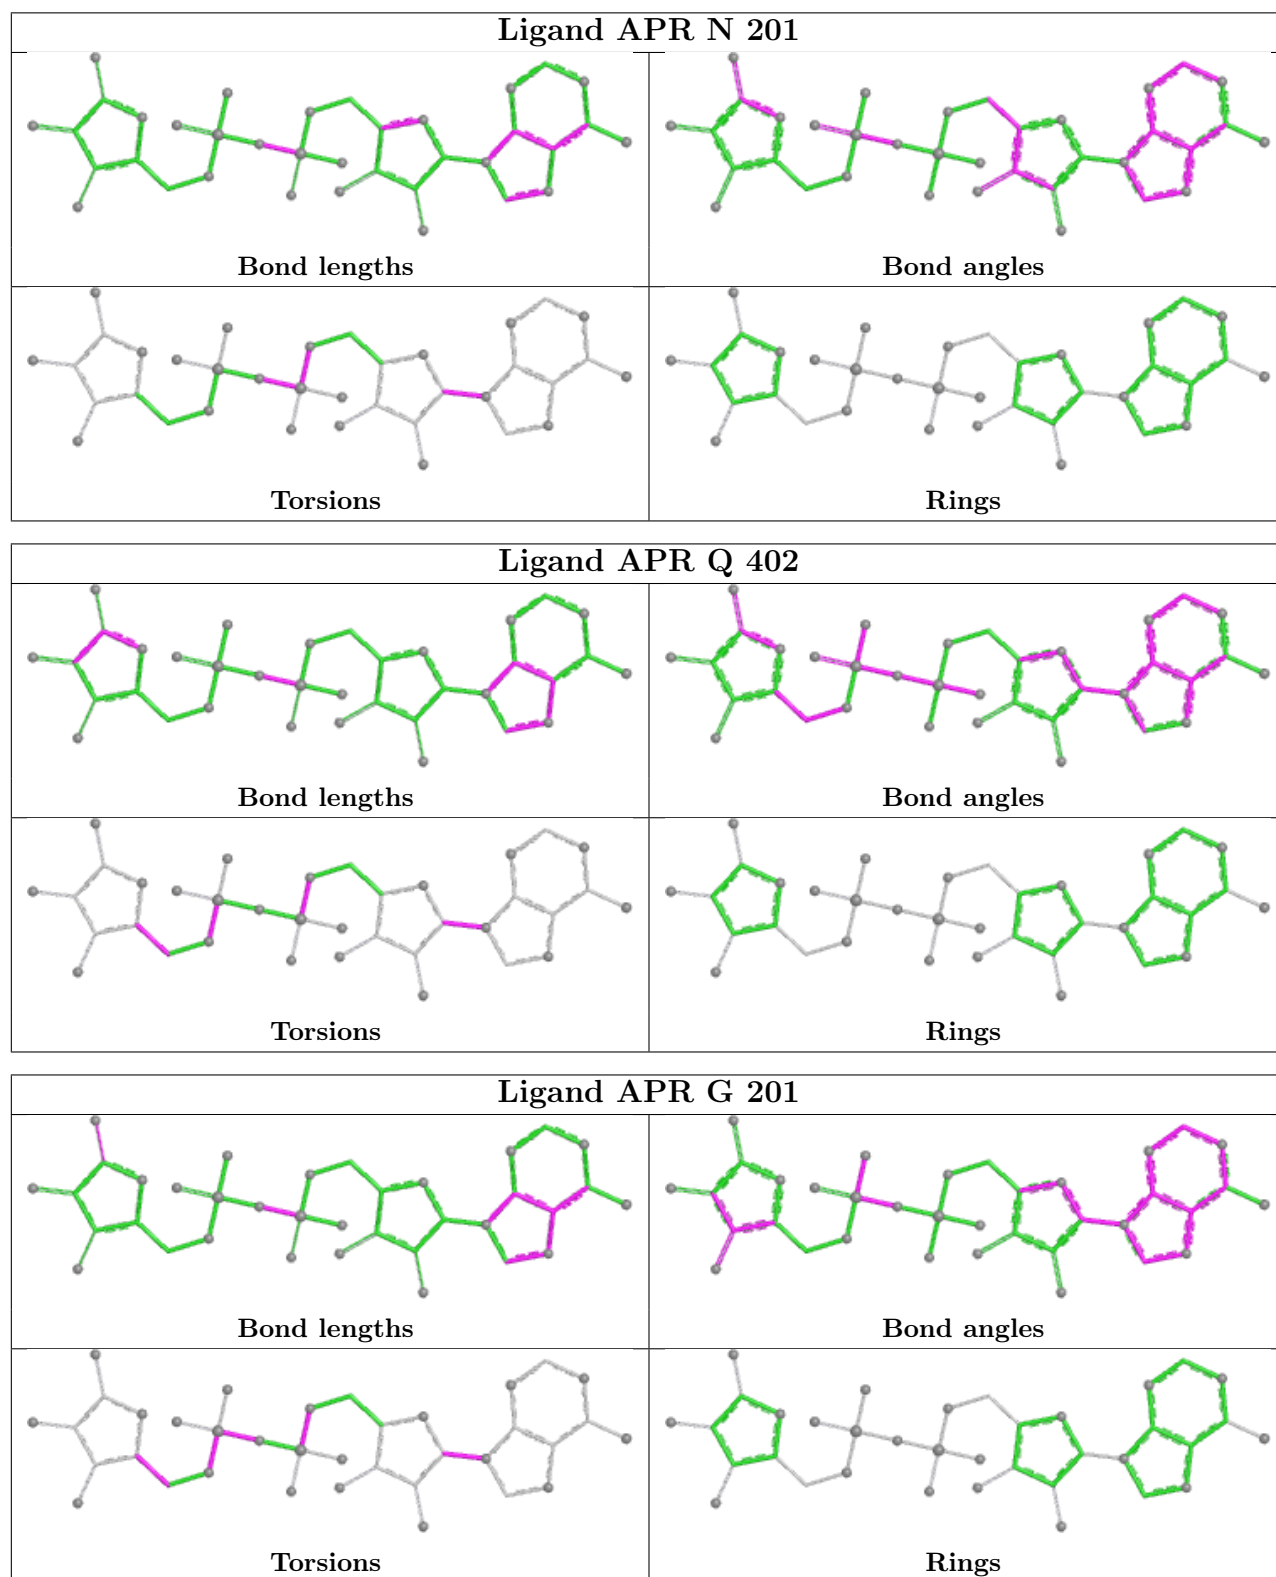 Ligand APR N 201
Bond lengths
Bond angles
Torsions
Rings
Ligand APR Q 402
Bond lengths
Bond angles
Torsions
Rings
Ligand APR G 201
Bond lengths
Bond angles
Torsions
Rings